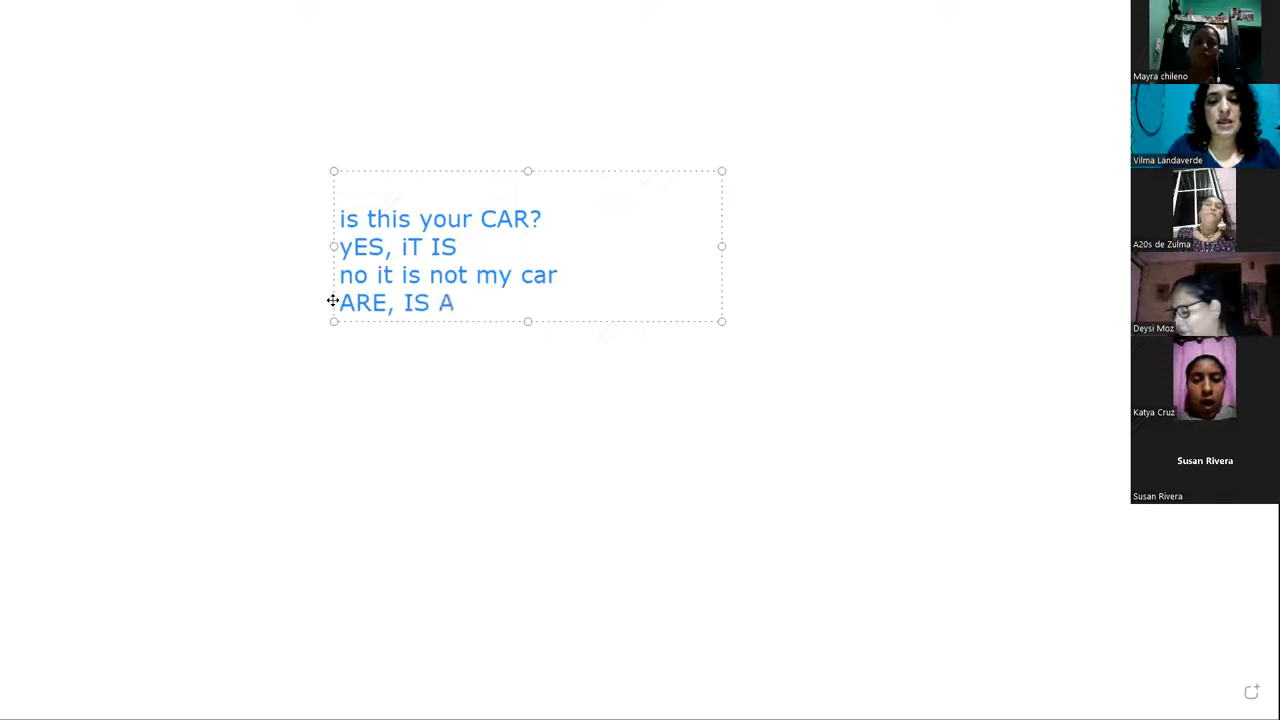 is this your CAR?
yES, iT IS
no it is not my car
ARE, IS A
Mayra chileno
Vilma Landaverde
A20s de Zulma
Deysi Moz
Katya Cruz
Susan Rivera
Susan Rivera